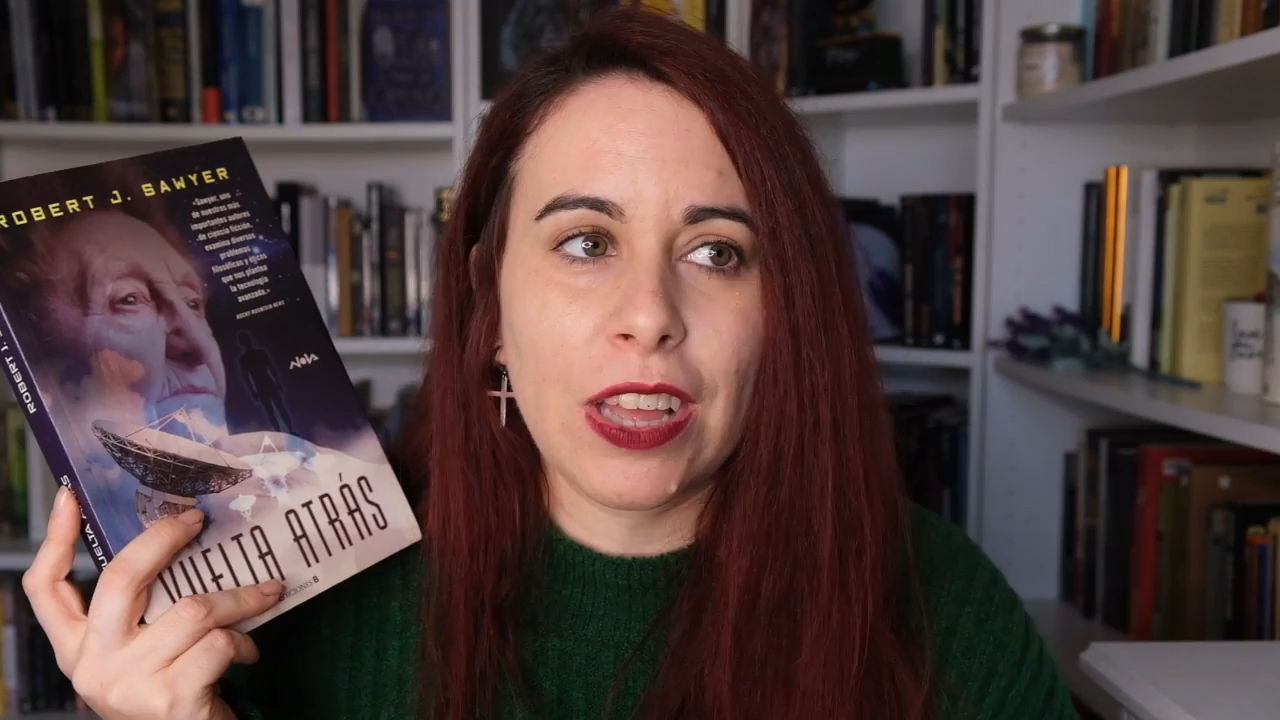 ROBERT J. SAWYER
«Sawyer, uno
de nuestros más
importantes autores
de ciencia ficción,
examina diversos
problemas
filosóficos y éticos
que nos plantea
la tecnología
avanzada.»
ROCKY MOUNTAIN NEWS
NOVA
VUELTA ATRÁS
EDICIONES B
ROBERT J.
VUELTA